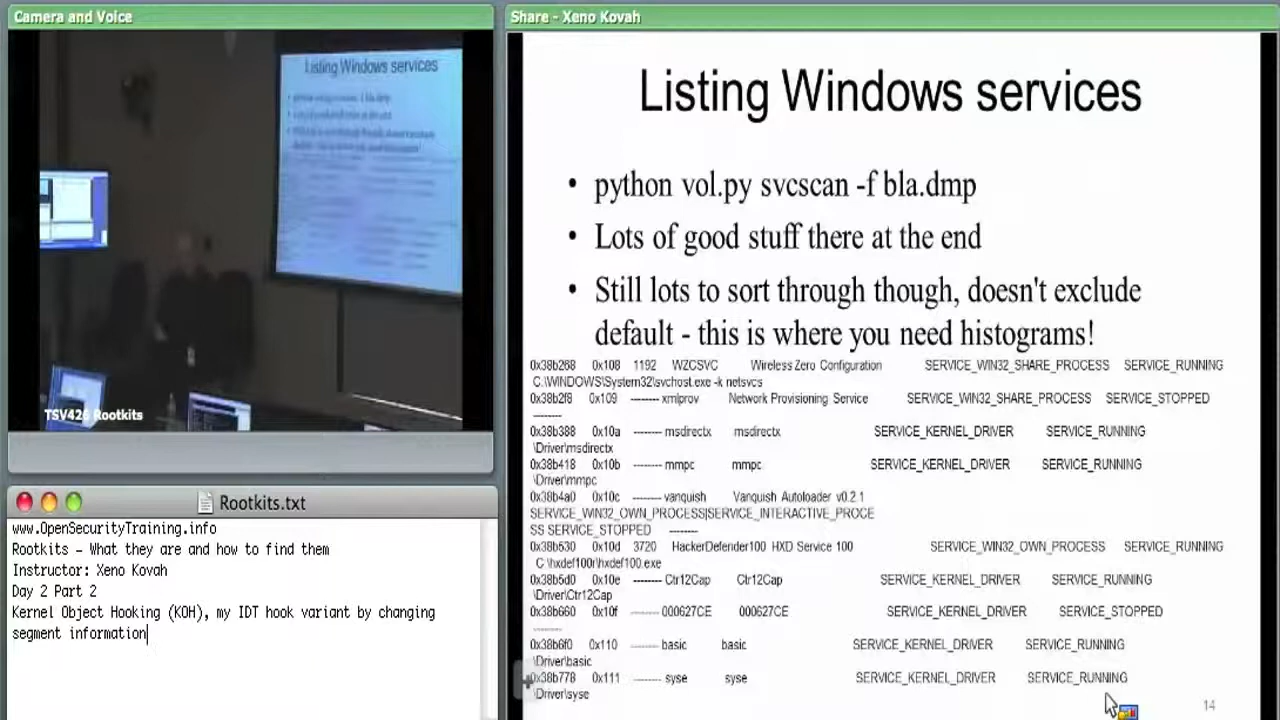 Camera and Voice
Listing Windows services
TSV426 Rootkits
Rootkits.txt
www.OpenSecurityTraining.info
Rootkits – What they are and how to find them
Instructor: Xeno Kovah
Day 2 Part 2
Kernel Object Hooking (KOH), my IDT hook variant by changing
segment information
Share - Xeno Kovah
Listing Windows services
• python vol.py svcscan -f bla.dmp
• Lots of good stuff there at the end
• Still lots to sort through though, doesn't exclude
default - this is where you need histograms!
0x38b268 0x108 1192 WZCSVC Wireless Zero Configuration SERVICE_WIN32_SHARE_PROCESS SERVICE_RUNNING
C:\WINDOWS\System32\svchost.exe -k netsvcs
0x38b2f8 0x109 -------- xmlprov Network Provisioning Service SERVICE_WIN32_SHARE_PROCESS SERVICE_STOPPED
--------
0x38b388 0x10a -------- msdirectx msdirectx SERVICE_KERNEL_DRIVER SERVICE_RUNNING
\Driver\msdirectx
0x38b418 0x10b -------- mmpc mmpc SERVICE_KERNEL_DRIVER SERVICE_RUNNING
\Driver\mmpc
0x38b4a0 0x10c -------- vanquish Vanquish Autoloader v0.2.1
SERVICE_WIN32_OWN_PROCESS|SERVICE_INTERACTIVE_PROCE
SS SERVICE_STOPPED --------
0x38b530 0x10d 3720 HackerDefender100 HXD Service 100 SERVICE_WIN32_OWN_PROCESS SERVICE_RUNNING
C:\hxdef100r\hxdef100.exe
0x38b5d0 0x10e -------- Ctr12Cap Ctr12Cap SERVICE_KERNEL_DRIVER SERVICE_RUNNING
\Driver\Ctr12Cap
0x38b660 0x10f -------- 000627CE 000627CE SERVICE_KERNEL_DRIVER SERVICE_STOPPED
--------
0x38b6f0 0x110 -------- basic basic SERVICE_KERNEL_DRIVER SERVICE_RUNNING
\Driver\basic
0x38b778 0x111 -------- syse syse SERVICE_KERNEL_DRIVER SERVICE_RUNNING
\Driver\syse
14